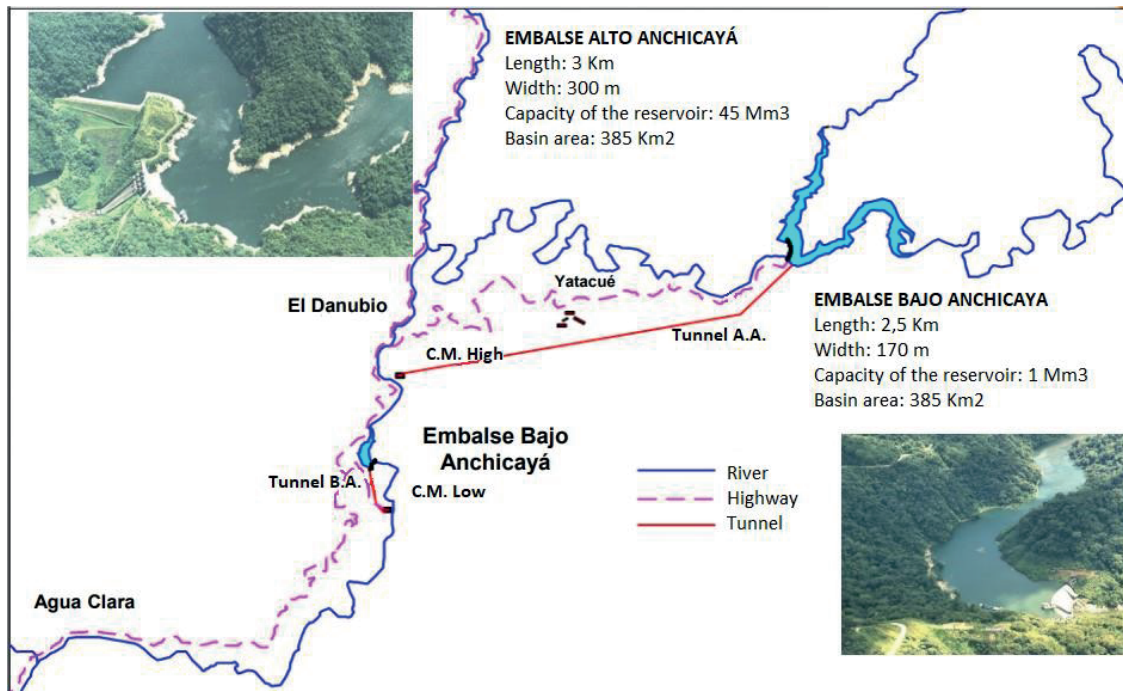 EMBALSE ALTO ANCHICAYÁ
Length: 3 Km
Width: 300 m
Capacity of the reservoir: 45 Mm3
Basin area: 385 Km2
Yatacué
El Danubio
EMBALSE BAJO ANCHICAYA
Length: 2,5 Km
Width: 170 m
Capacity of the reservoir: 1 Mm3
Basin area: 385 Km2
Tunnel A.A.
C.M. High
Embalse Bajo
Anchicayá
Tunnel B.A.
C.M. Low
River
Highway
Tunnel
Agua Clara